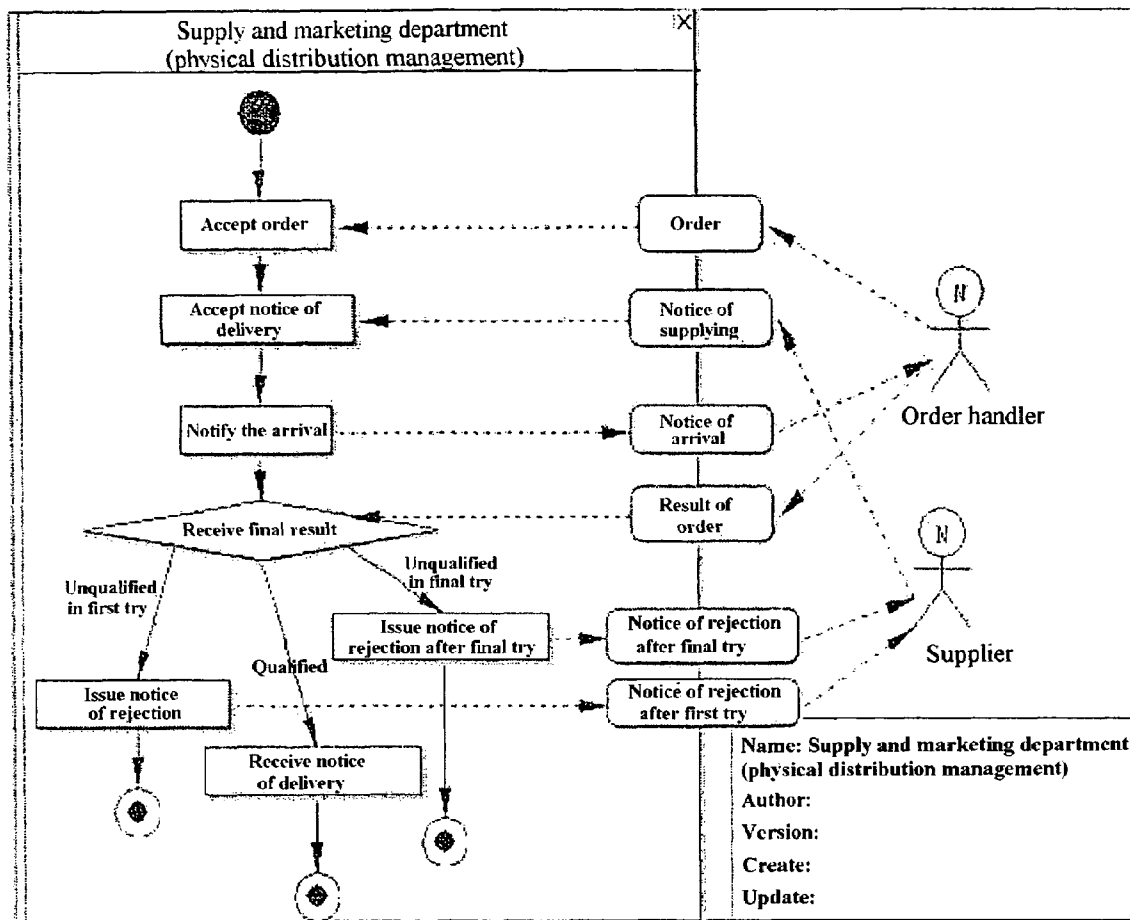 Supply and marketing department
(physical distribution management)
Accept order
Order
Accept notice of
delivery
Notice of
supplying
N
Order handler
Notify the arrival
Notice of
arrival
Receive final result
Result of
order
N
Supplier
Unqualified
in first try
Unqualified
in final try
Qualified
Issue notice of
rejection after final try
Notice of rejection
after final try
Issue notice
of rejection
Notice of rejection
after first try
Receive notice
of delivery
Name: Supply and marketing department
(physical distribution management)
Author:
Version:
Create:
Update: